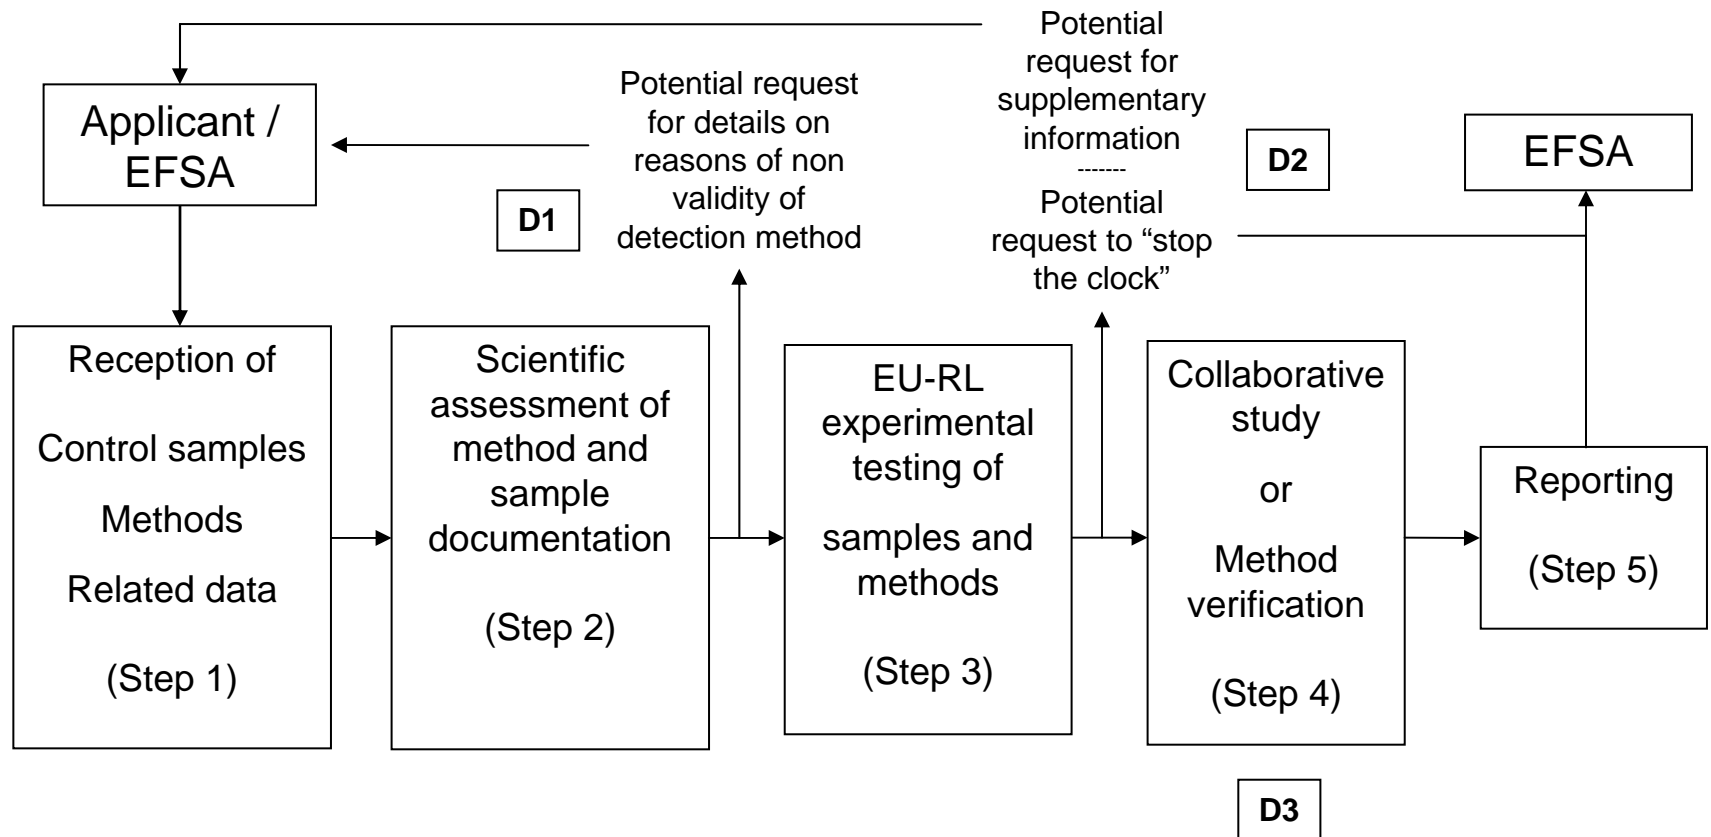 Potential
request for
supplementary
information
-------
Potential
request to “stop
the clock”
Potential request
for details on
reasons of non
validity of
detection method
Applicant /
EFSA
D1
D2
EFSA
Reception of
Control samples
Methods
Related data
(Step 1)
Scientific
assessment of
method and
sample
documentation
(Step 2)
EU-RL
experimental
testing of
samples and
methods
(Step 3)
Collaborative
study
or
Method
verification
(Step 4)
Reporting
(Step 5)
D3